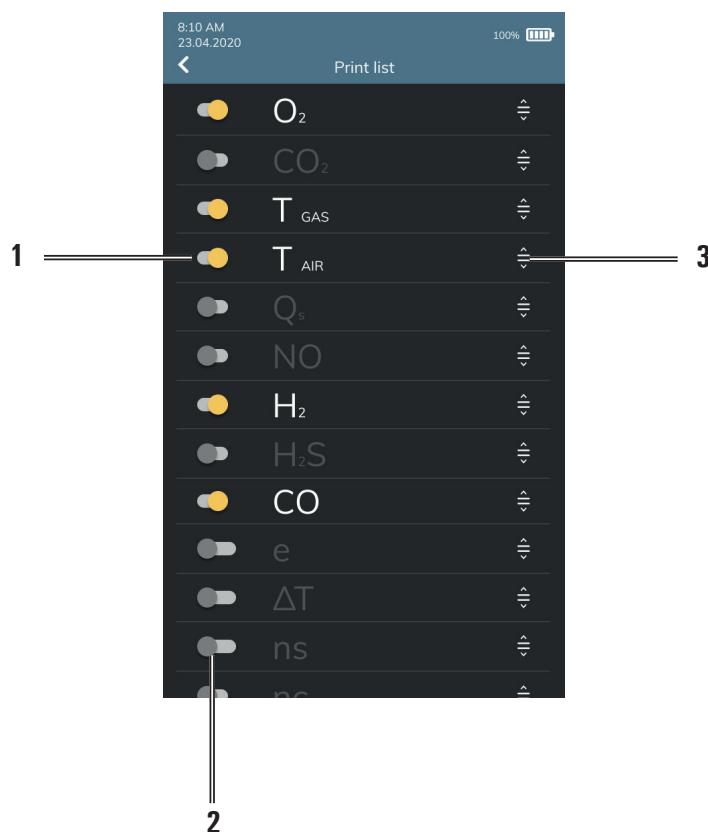 8:10 AM
100%
23.04.2020
Print list
O₂
CO₂
T GAS
1
T AIR
3
Qₛ
NO
H₂
H₂S
CO
e
ΔT
ns
2